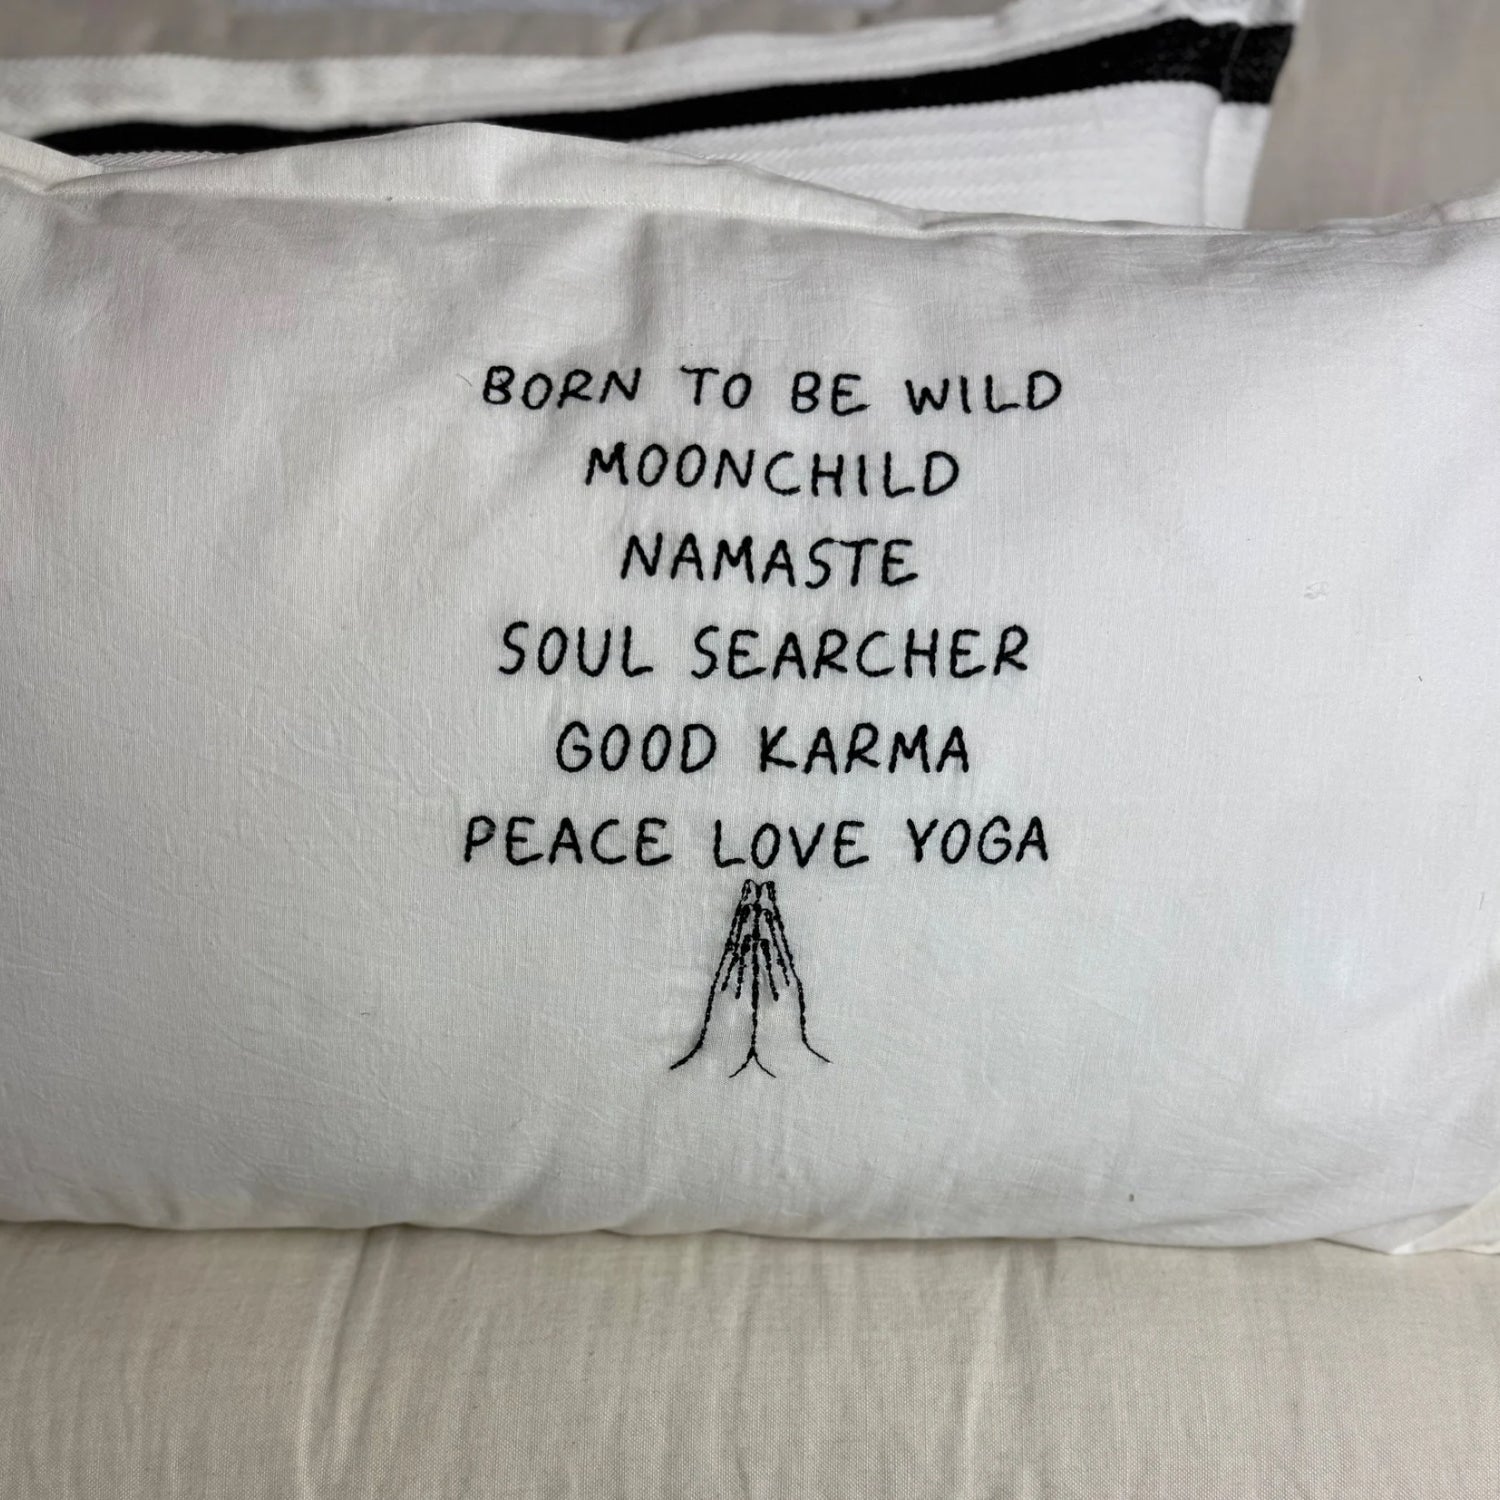 BORN TO BE WILD
MOONCHILD
NAMASTE
SOUL SEARCHER
GOOD KARMA
PEACE LOVE YOGA